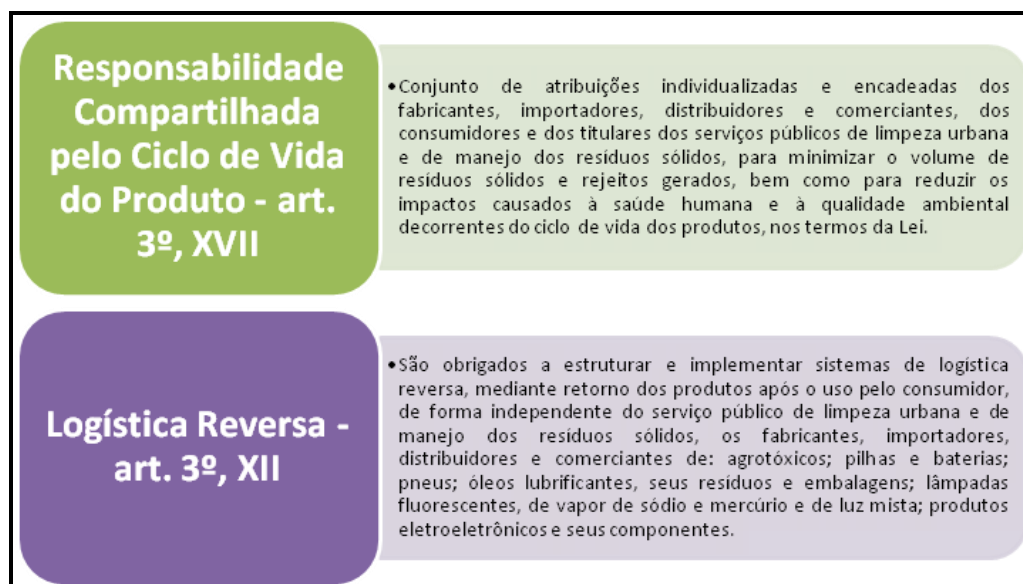 Responsabilidade
Compartilhada
pelo Ciclo de Vida
do Produto - art.
3º, XVII
•Conjunto de atribuições individualizadas e encadeadas dos
fabricantes, importadores, distribuidores e comerciantes, dos
consumidores e dos titulares dos serviços públicos de limpeza urbana
e de manejo dos resíduos sólidos, para minimizar o volume de
resíduos sólidos e rejeitos gerados, bem como para reduzir os
impactos causados à saúde humana e à qualidade ambiental
decorrentes do ciclo de vida dos produtos, nos termos da Lei.
Logística Reversa -
art. 3º, XII
•São obrigados a estruturar e implementar sistemas de logística
reversa, mediante retorno dos produtos após o uso pelo consumidor,
de forma independente do serviço público de limpeza urbana e de
manejo dos resíduos sólidos, os fabricantes, importadores,
distribuidores e comerciantes de: agrotóxicos; pilhas e baterias;
pneus; óleos lubrificantes, seus resíduos e embalagens; lâmpadas
fluorescentes, de vapor de sódio e mercúrio e de luz mista; produtos
eletroeletrônicos e seus componentes.